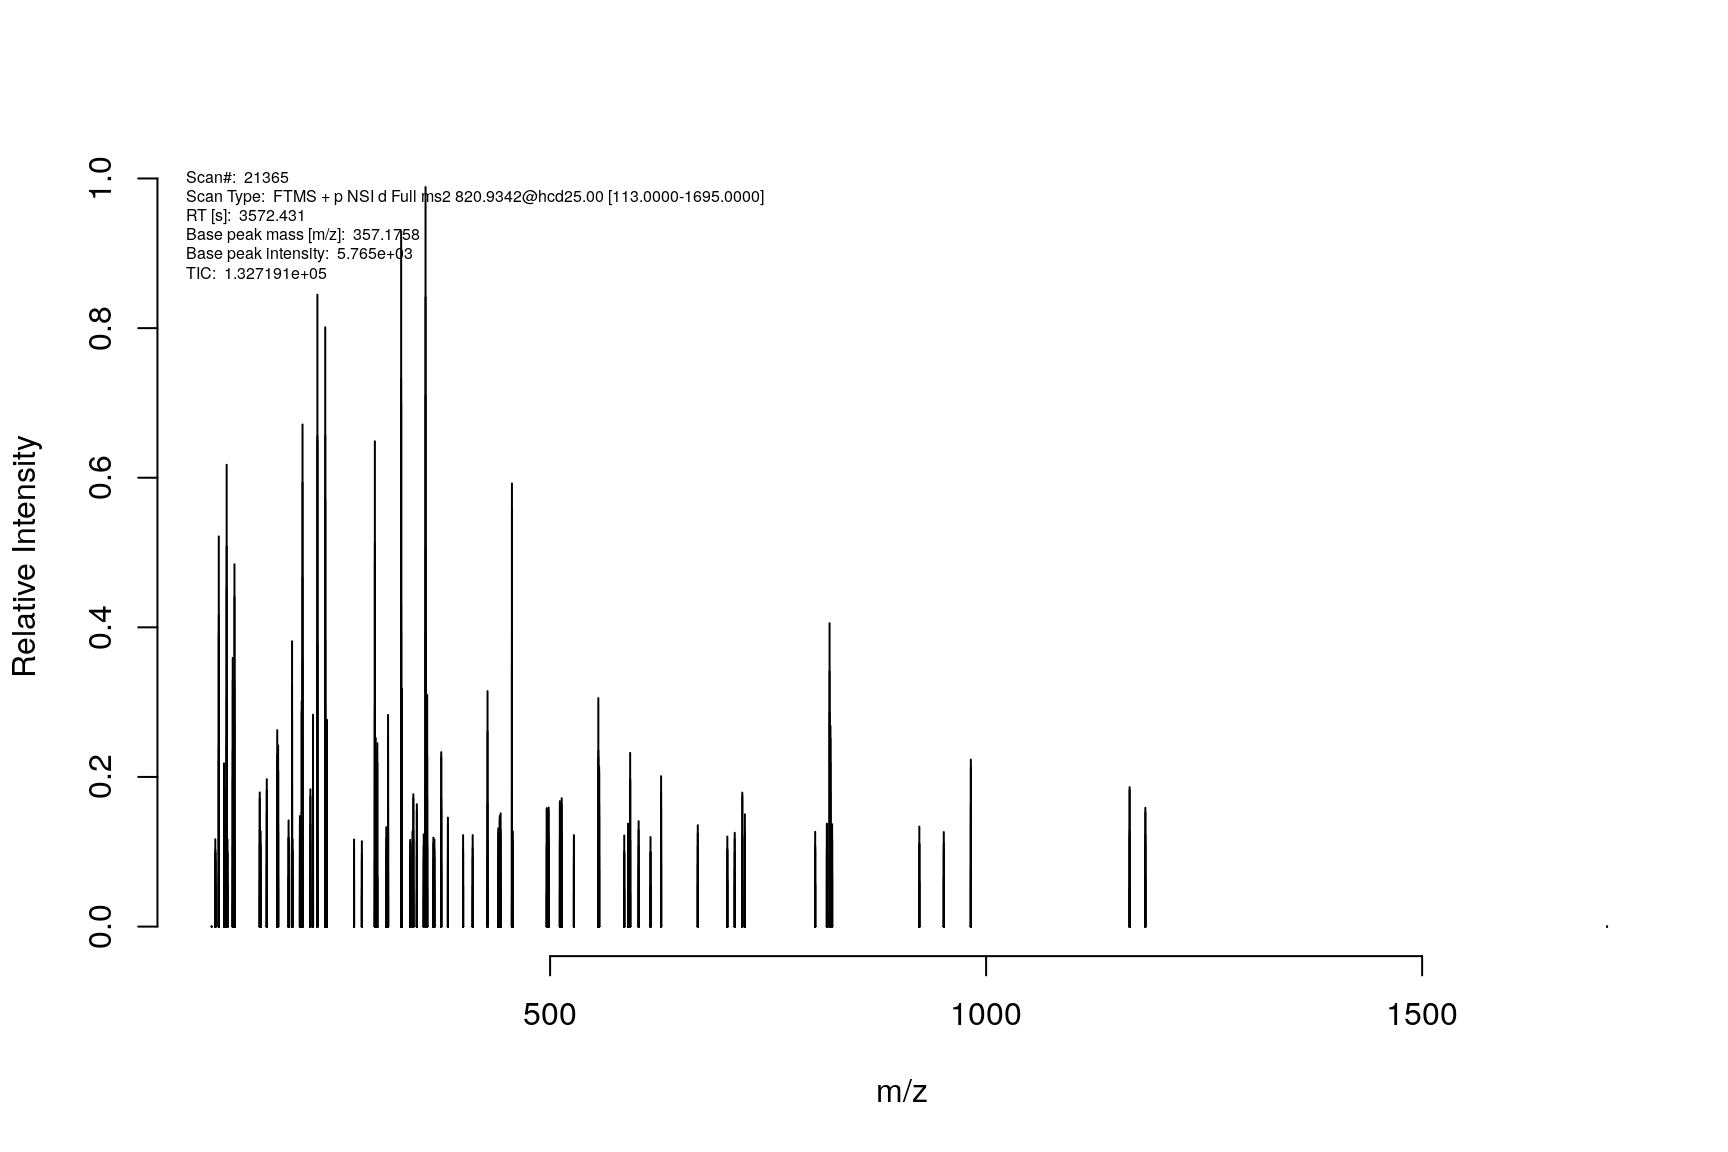 Scan#: 21365
Scan Type: FTMS + p NSI d Full ms2 820.9342@hcd25.00 [113.0000-1695.0000]
RT [s]: 3572.431
Base peak mass [m/z]: 357.1758
Base peak intensity: 5.765e+03
TIC: 1.327191e+05
1.0
0.8
0.6
0.4
0.2
0.0
Relative Intensity
500 1000 1500
m/z